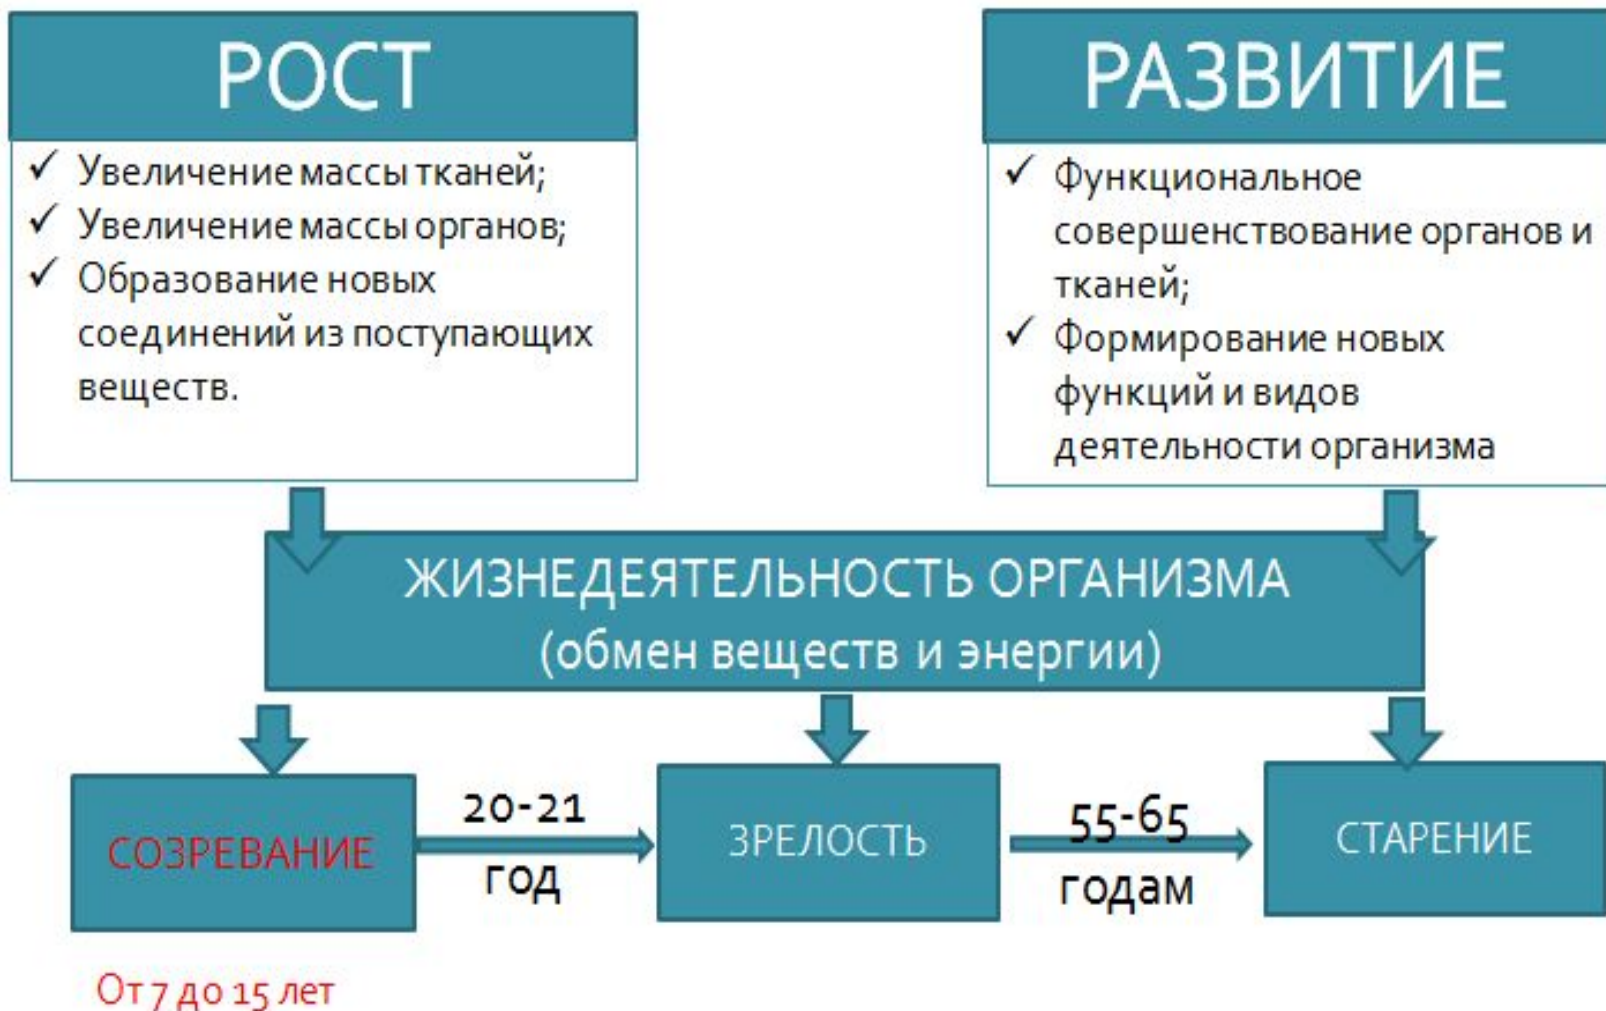 РОСТ
Увеличение массы тканей;
Увеличение массы органов;
Образование новых
соединений из поступающих
веществ.
РАЗВИТИЕ
Функциональное
совершенствование органов и
тканей;
Формирование новых
функций и видов
деятельности организма
ЖИЗНЕДЕЯТЕЛЬНОСТЬ ОРГАНИЗМА
(обмен веществ и энергии)
СОЗРЕВАНИЕ
20-21
год
ЗРЕЛОСТЬ
55-65
годам
СТАРЕНИЕ
От 7 до 15 лет